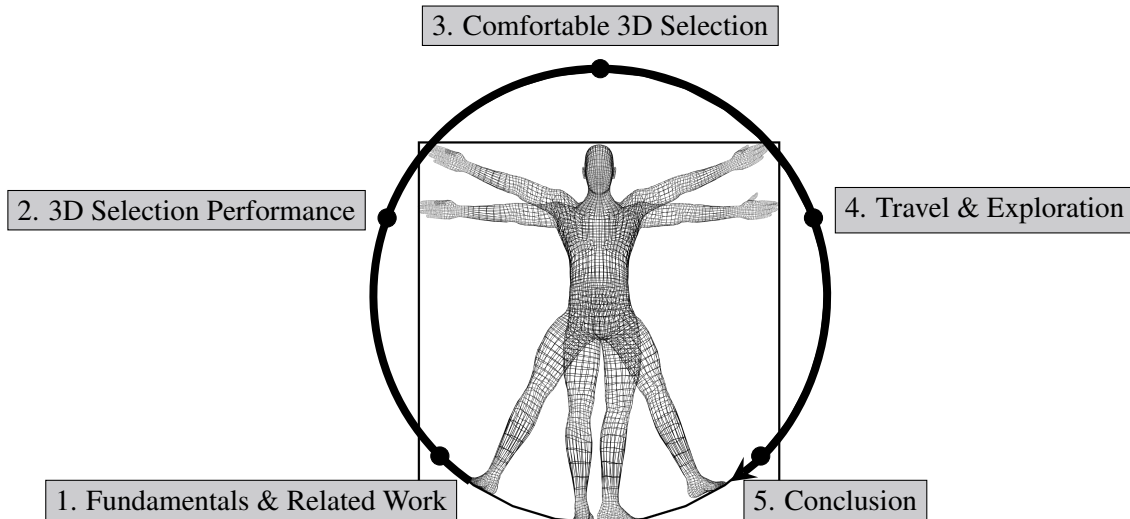 3. Comfortable 3D Selection
2. 3D Selection Performance
4. Travel & Exploration
1. Fundamentals & Related Work
5. Conclusion